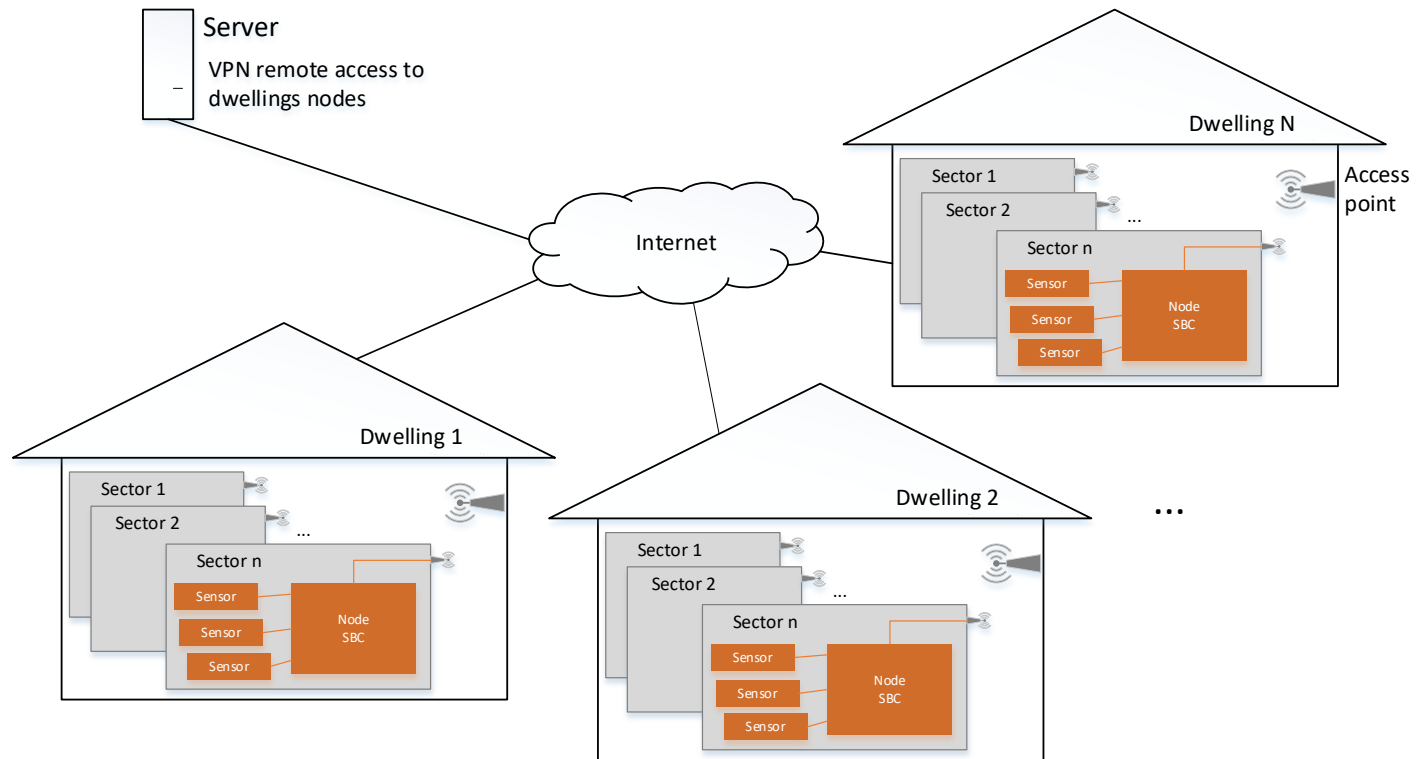 Server
VPN remote access to
dwellings nodes
Internet
Dwelling N
Sector 1
Sector 2
...
Sector n
Sensor
Sensor
Sensor
Node
SBC
Access
point
Dwelling 1
Sector 1
Sector 2
...
Sector n
Sensor
Sensor
Sensor
Node
SBC
Dwelling 2
Sector 1
Sector 2
...
Sector n
Sensor
Sensor
Sensor
Node
SBC
...